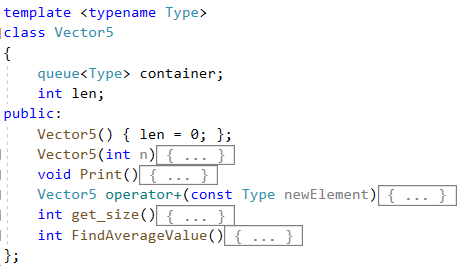 template <typename Type>
class Vector5
{
queue<Type> container;
int len;
public:
Vector5() { len = 0; };
Vector5(int n){ ... }
void Print(){ ... }
Vector5 operator+(const Type newElement){ ... }
int get_size(){ ... }
int FindAverageValue(){ ... }
};